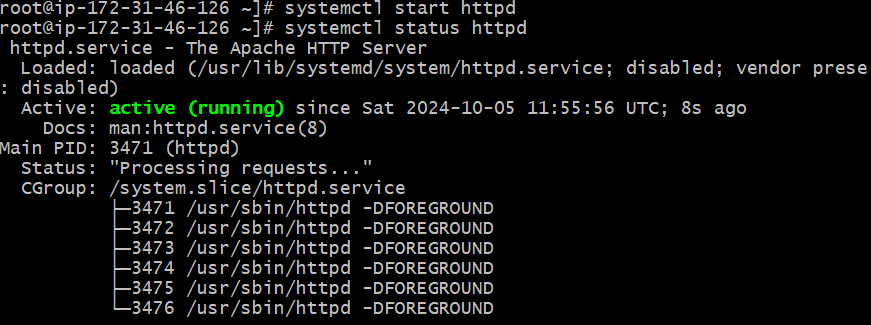 root@ip-172-31-46-126 ~]# systemctl start httpd
root@ip-172-31-46-126 ~]# systemctl status httpd
httpd.service - The Apache HTTP Server
Loaded: loaded (/usr/lib/systemd/system/httpd.service; disabled; vendor prese
: disabled)
Active: active (running) since Sat 2024-10-05 11:55:56 UTC; 8s ago
Docs: man:httpd.service(8)
Main PID: 3471 (httpd)
Status: "Processing requests..."
CGroup: /system.slice/httpd.service
├─3471 /usr/sbin/httpd -DFOREGROUND
├─3472 /usr/sbin/httpd -DFOREGROUND
├─3473 /usr/sbin/httpd -DFOREGROUND
├─3474 /usr/sbin/httpd -DFOREGROUND
├─3475 /usr/sbin/httpd -DFOREGROUND
└─3476 /usr/sbin/httpd -DFOREGROUND